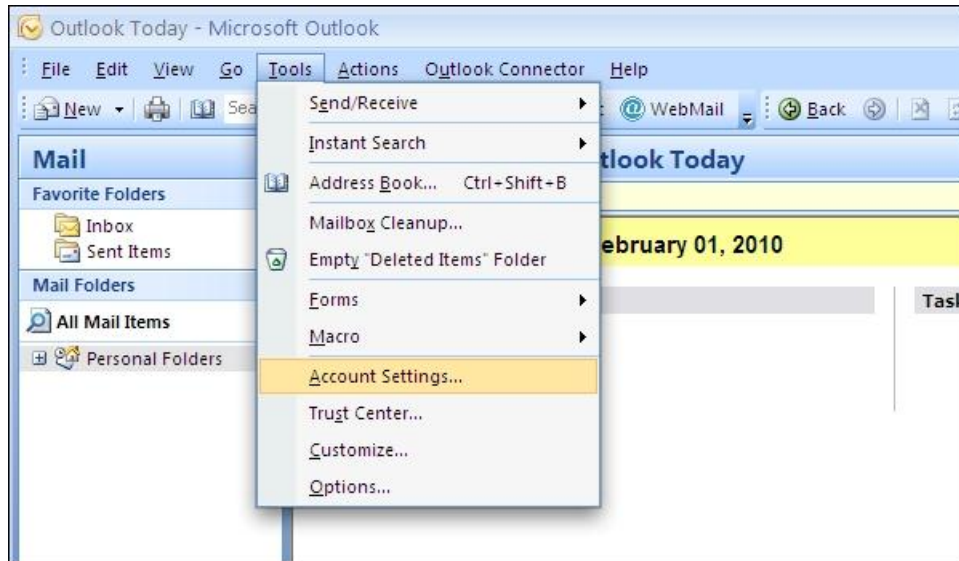 Outlook Today - Microsoft Outlook
File Edit View Go Tools Actions Outlook Connector Help
New Sea WebMail Back
Send/Receive
Instant Search
Address Book... Ctrl+Shift+B
Mailbox Cleanup...
Empty "Deleted Items" Folder
Forms
Macro
Account Settings...
Trust Center...
Customize...
Options...
Mail
Favorite Folders
Inbox
Sent Items
Mail Folders
All Mail Items
Personal Folders
tlook Today
ebruary 01, 2010
Task